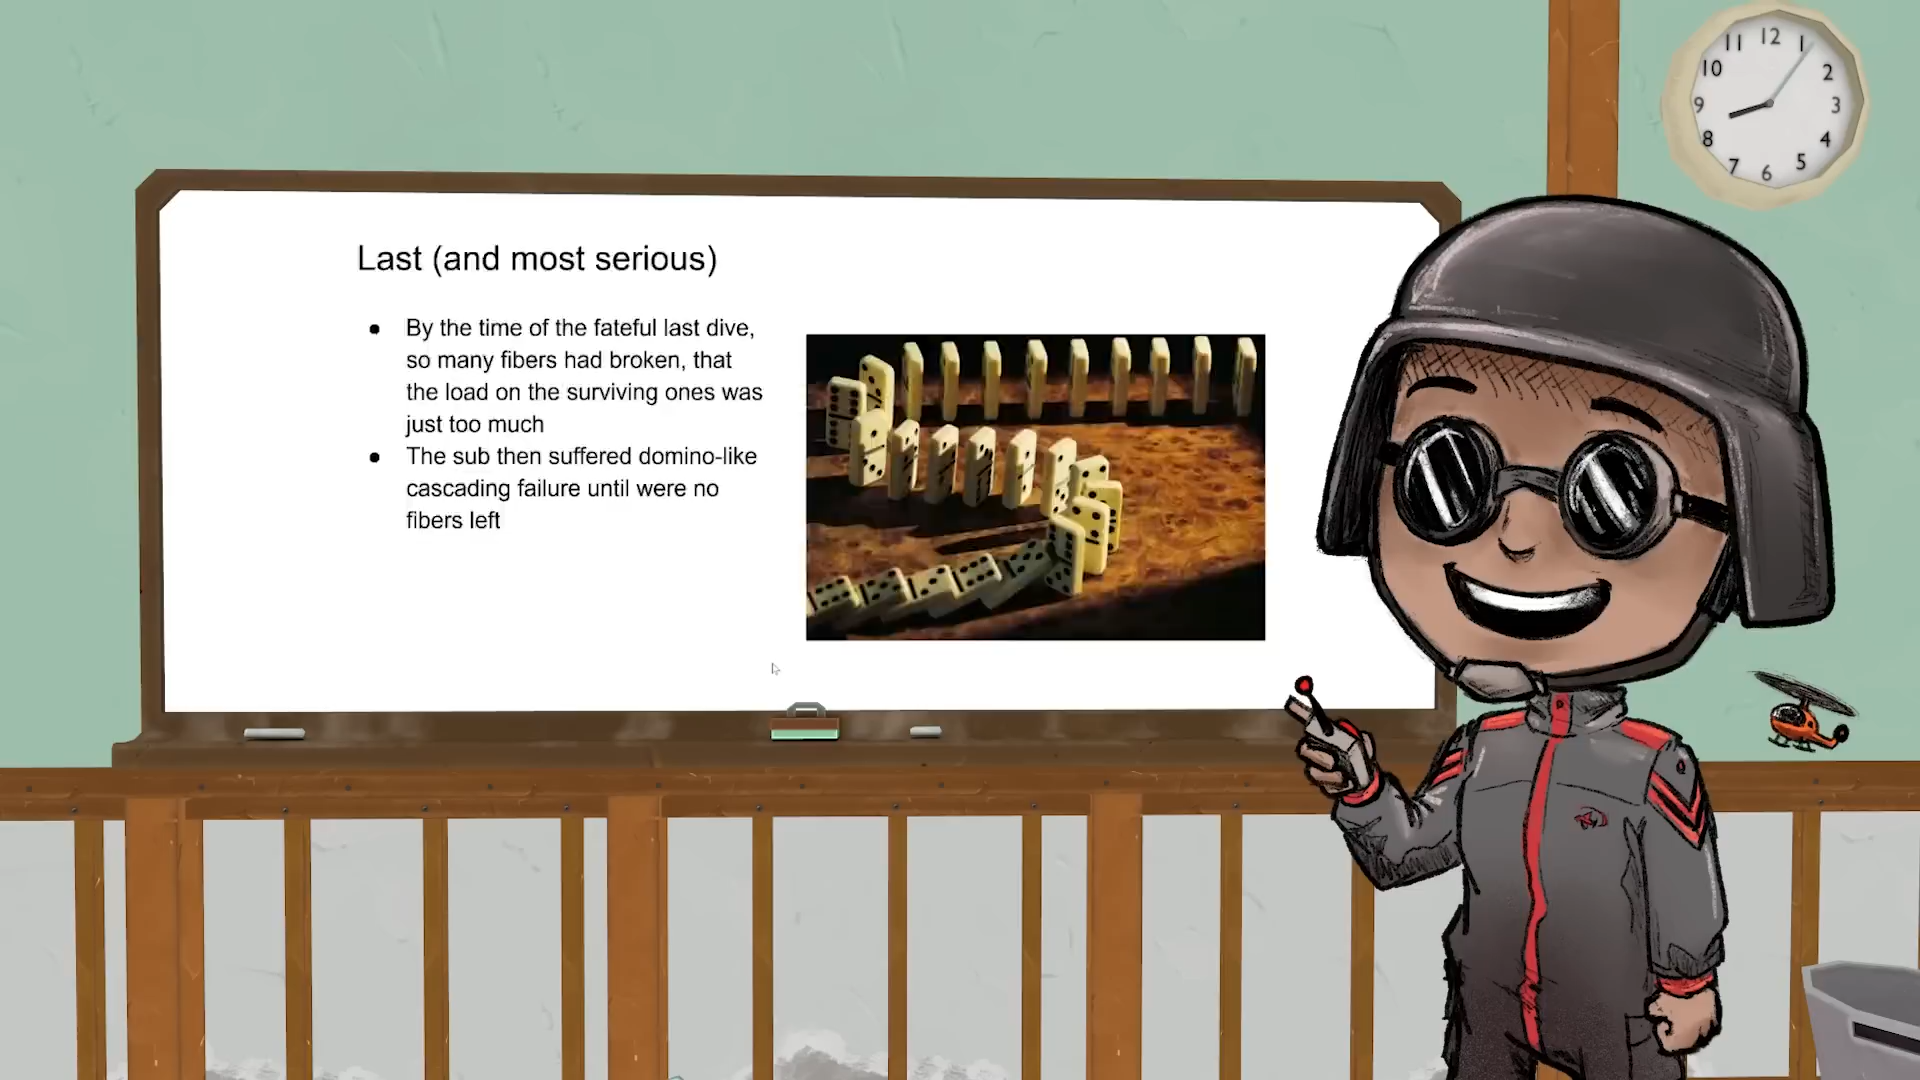 Last (and most serious)
● By the time of the fateful last dive,
so many fibers had broken, that
the load on the surviving ones was
just too much
● The sub then suffered domino-like
cascading failure until were no
fibers left
11 12 1
10 2
9 3
8 4
7 6 5